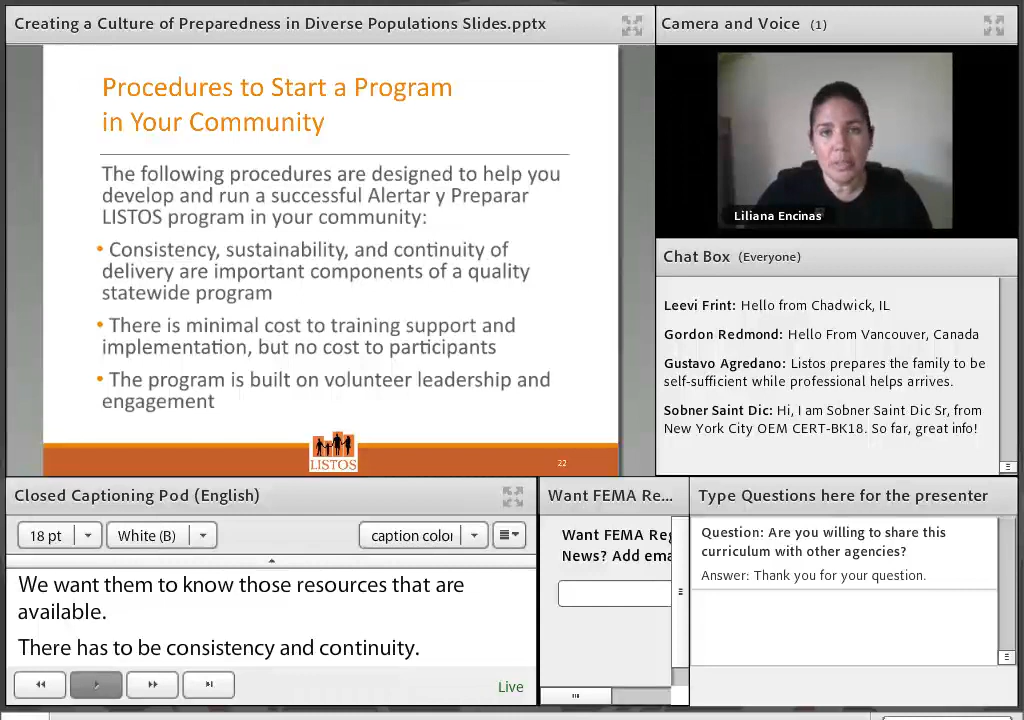 Creating a Culture of Preparedness in Diverse Populations Slides.pptx
Procedures to Start a Program
in Your Community
The following procedures are designed to help you
develop and run a successful Alertar y Preparar
LISTOS program in your community:
• Consistency, sustainability, and continuity of
delivery are important components of a quality
statewide program
• There is minimal cost to training support and
implementation, but no cost to participants
• The program is built on volunteer leadership and
engagement
LISTOS
22
Camera and Voice (1)
Liliana Encinas
Chat Box (Everyone)
Leevi Frint: Hello from Chadwick, IL
Gordon Redmond: Hello From Vancouver, Canada
Gustavo Agredano: Listos prepares the family to be
self-sufficient while professional helps arrives.
Sobner Saint Dic: Hi, I am Sobner Saint Dic Sr, from
New York City OEM CERT-BK18. So far, great info!
Closed Captioning Pod (English)
18 pt
White (B)
caption color
We want them to know those resources that are
available.
There has to be consistency and continuity.
Live
Want FEMA Re...
Want FEMA Reg
News? Add ema
Type Questions here for the presenter
Question: Are you willing to share this
curriculum with other agencies?
Answer: Thank you for your question.